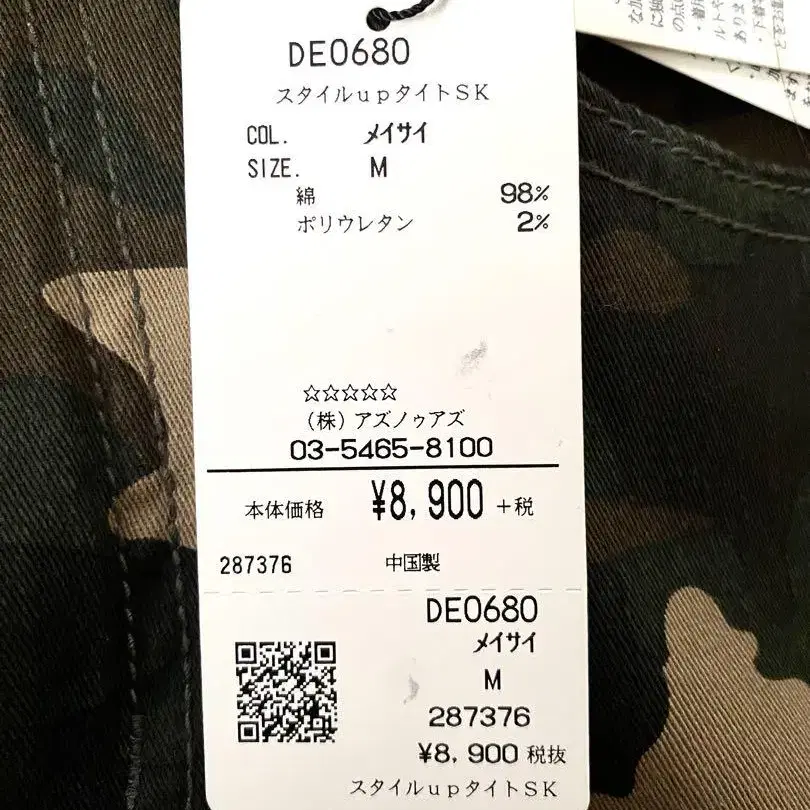 DE0680
スタイルupタイトSK
COL. メイサイ
SIZE. M
綿 98%
ポリウレタン 2%
☆☆☆☆☆
(株) アズノゥアズ
03-5465-8100
本体価格 ¥8,900 +税
287376 中国製
DE0680
メイサイ
M
287376
¥8,900 税抜
スタイルupタイトSK